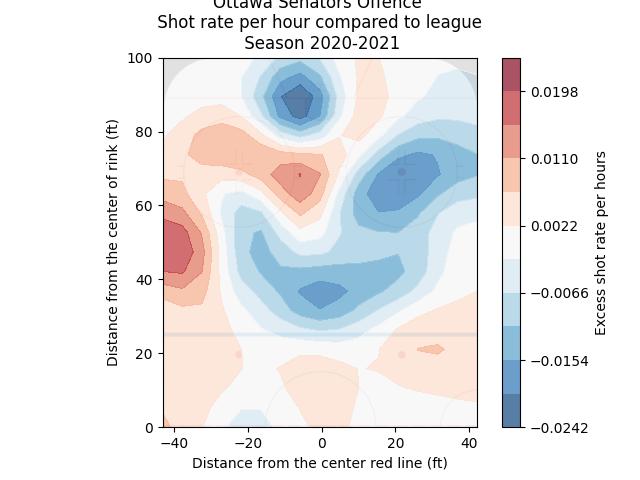 Ottawa Senators Offence
Shot rate per hour compared to league
Season 2020-2021
100
80
60
40
20
0
Distance from the center of rink (ft)
−40
−20
0
20
40
Distance from the center red line (ft)
0.0198
0.0110
0.0022
−0.0066
−0.0154
−0.0242
Excess shot rate per hours